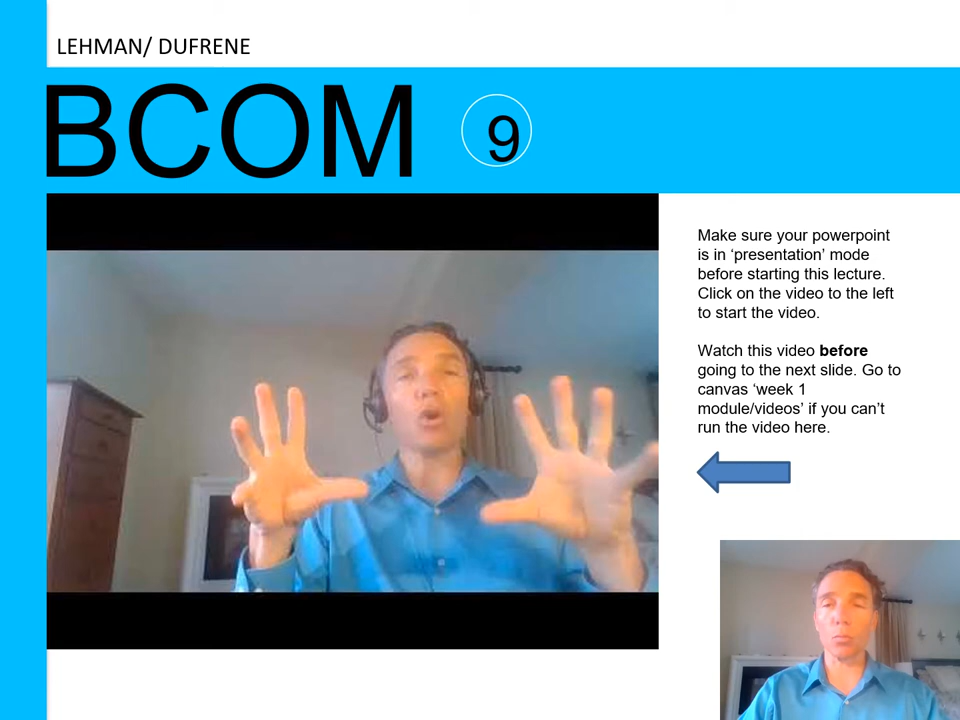 LEHMAN/ DUFRENE
BCOM 9
Make sure your powerpoint
is in ‘presentation’ mode
before starting this lecture.
Click on the video to the left
to start the video.
Watch this video before
going to the next slide. Go to
canvas ‘week 1
module/videos’ if you can’t
run the video here.